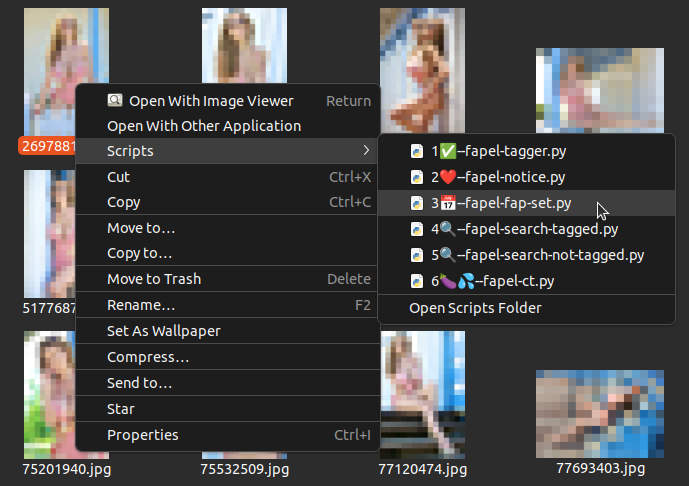 2697881
Open With Image Viewer Return
Open With Other Application
Scripts
Cut Ctrl+X
Copy Ctrl+C
Move to…
Copy to…
Move to Trash Delete
Rename… F2
Set As Wallpaper
Compress…
Send to…
Star
Properties Ctrl+I
1✅--fapel-tagger.py
2❤️--fapel-notice.py
3📅--fapel-fap-set.py
4🔍--fapel-search-tagged.py
5🔍--fapel-search-not-tagged.py
6🍆💦--fapel-ct.py
Open Scripts Folder
5177687
75201940.jpg
75532509.jpg
77120474.jpg
77693403.jpg